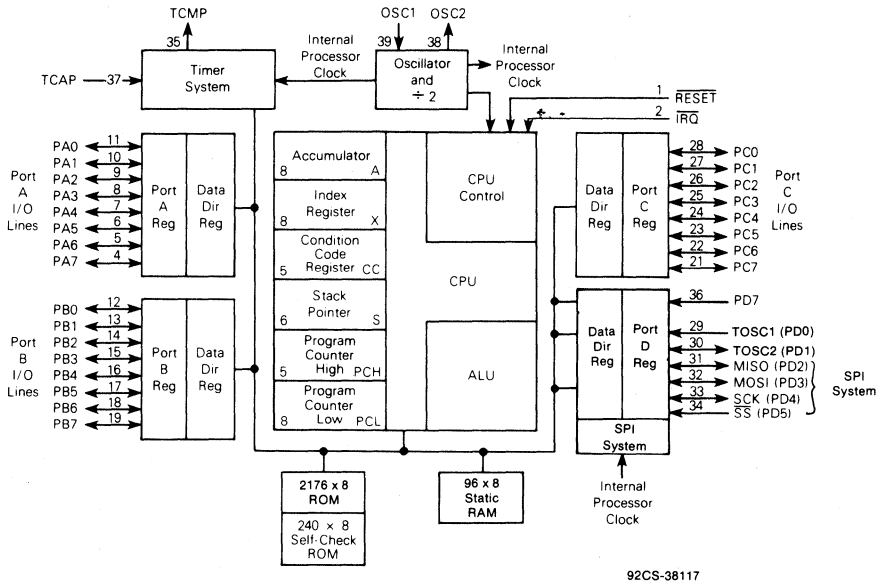 TCMP
35
OSC1
OSC2
39
38
Internal
Processor
Clock
TCAP
37
Timer
System
Oscillator
and
÷ 2
Internal
Processor
Clock
1
RESET
2
IRQ
Port
A
I/O
Lines
PA0 11
PA1 10
PA2 9
PA3 8
PA4 7
PA5 6
PA6 5
PA7 4
Port
A
Reg
Data
Dir
Reg
Accumulator
8 A
Index
Register
8 X
Condition
Code
Register
5 CC
Stack
Pointer
6 S
Program
Counter
High
5 PCH
Program
Counter
Low
8 PCL
CPU
Control
CPU
ALU
Data
Dir
Reg
Port
C
Reg
28 PC0
27 PC1
26 PC2
25 PC3
24 PC4
23 PC5
22 PC6
21 PC7
Port
C
I/O
Lines
Port
B
I/O
Lines
PB0 12
PB1 13
PB2 14
PB3 15
PB4 16
PB5 17
PB6 18
PB7 19
Port
B
Reg
Data
Dir
Reg
Data
Dir
Reg
Port
D
Reg
36 PD7
29 TOSC1 (PD0)
30 TOSC2 (PD1)
31 MISO (PD2)
32 MOSI (PD3)
33 SCK (PD4)
34 SS (PD5)
SPI
System
SPI
System
Internal
Processor
Clock
2176 x 8
ROM
240 × 8
Self-Check
ROM
96 x 8
Static
RAM
92CS-38117